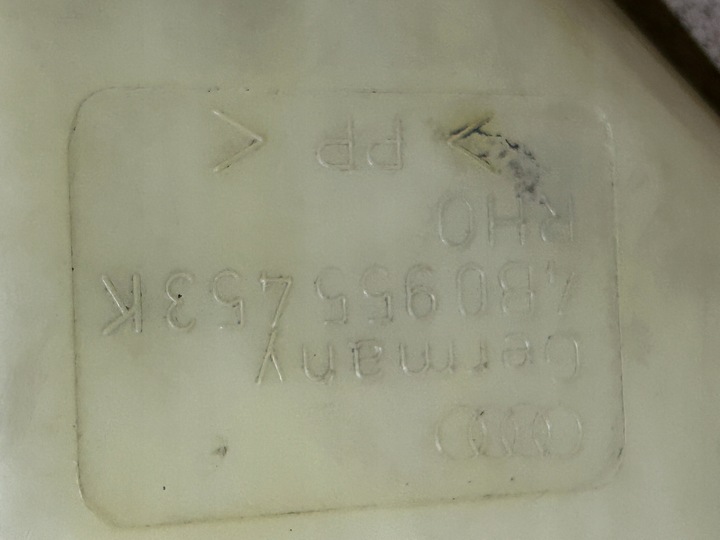 Germany
4B0955453K
RHO
> PP <